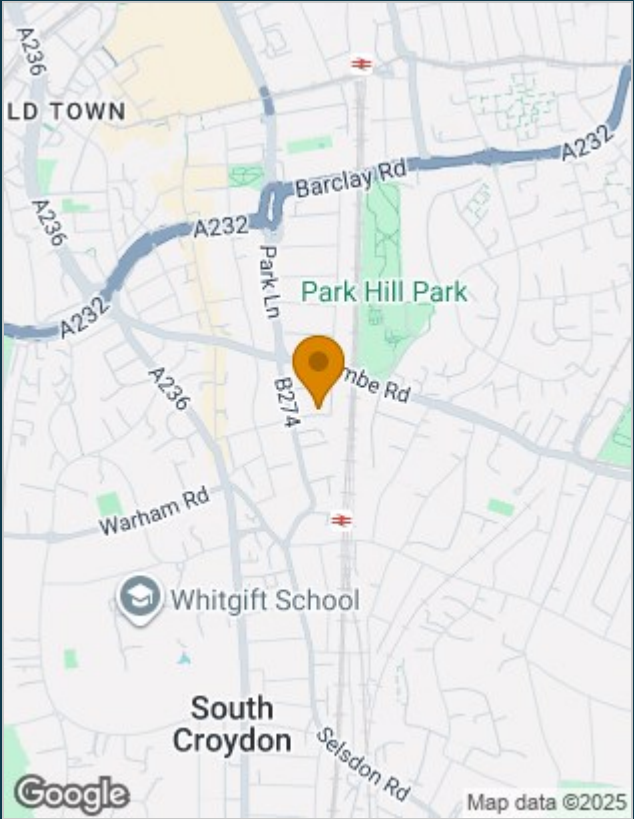 A236
LD TOWN
A232
Barclay Rd
A236
A232
Park Ln
Park Hill Park
A232
mbe Rd
A236
B274
Warham Rd
Whitgift School
South
Croydon
Selsdon Rd
Google
Map data ©2025